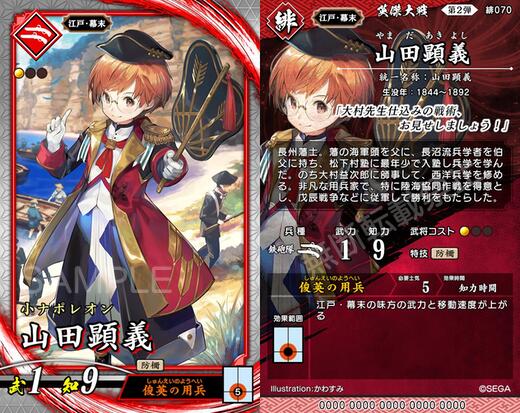 江戸・幕末
SAMPLE
小ナポレオン
山田顕義
防柵
武1 知9
しゅんえいのようへい
俊英の用兵
5
緋
江戸・幕末
英傑大戦
第2弾
緋070
やまだあきよし
山田顕義
統一名称：山田顕義
生没年：1844～1892
「大村先生仕込みの戦術、
お見せしましょう！」
長州藩士。藩の海軍頭を父に、長沼流兵学者を伯
父に持ち、松下村塾に最年少で入塾し兵学を学ん
だ。のち大村益次郎に師事して、西洋兵学を修め
る。非凡な用兵家で、特に陸海協同作戦を得意と
し、戊辰戦争などに従軍して勝利をもたらした。
兵種 武力 知力 武将コスト
鉄砲隊 1 9 特技 防柵
しゅんえいのようへい 必要士気 効果時間
俊英の用兵 5 知力時間
効果範囲
江戸・幕末の味方の武力と移動速度が上が
る
Illustration:かわすみ
©SEGA
0000 0000 0000 0000 0000